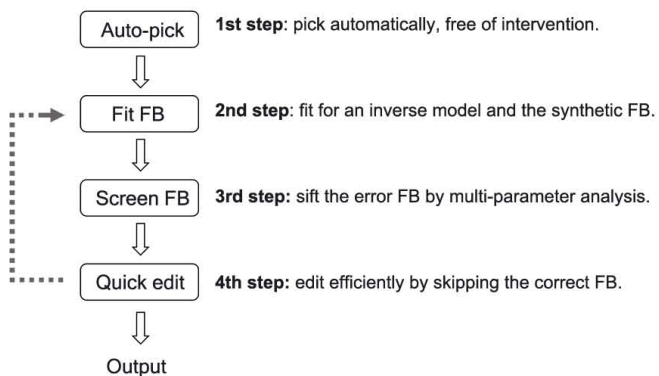 Auto-pick
1st step: pick automatically, free of intervention.
Fit FB
2nd step: fit for an inverse model and the synthetic FB.
Screen FB
3rd step: sift the error FB by multi-parameter analysis.
Quick edit
4th step: edit efficiently by skipping the correct FB.
Output